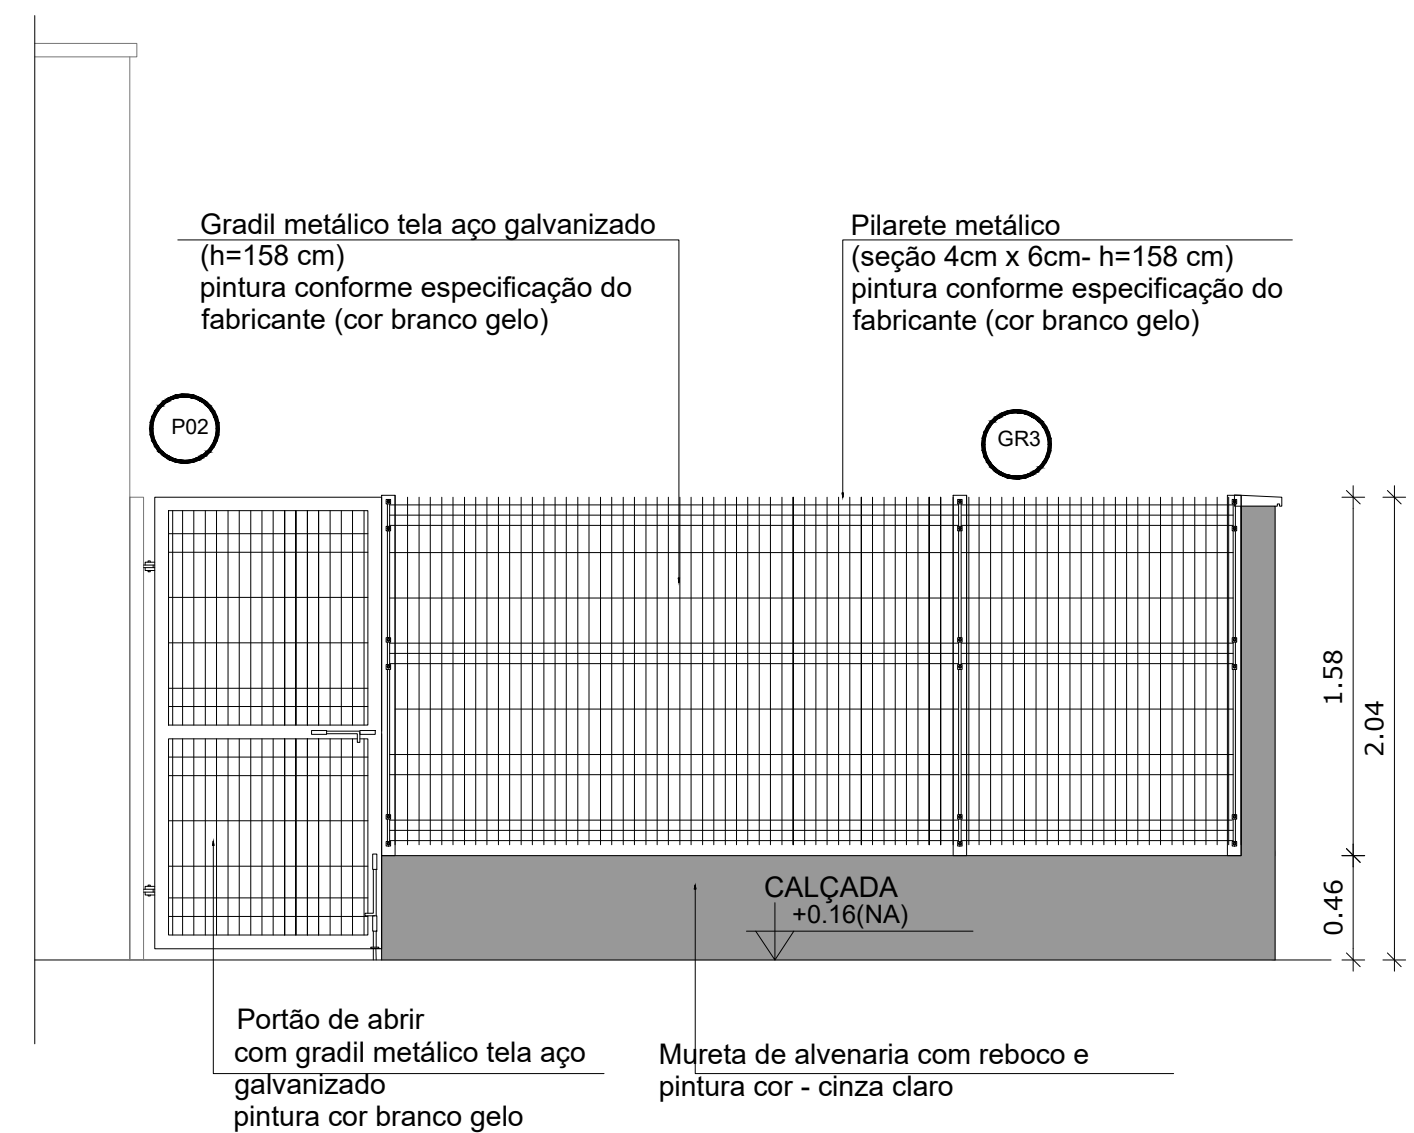 Gradil metálico tela aço galvanizado
(h=158 cm)
pintura conforme especificação do
fabricante (cor branco gelo)
Pilarete metálico
(seção 4cm x 6cm- h=158 cm)
pintura conforme especificação do
fabricante (cor branco gelo)
P02
GR3
1.58
2.04
0.46
CALÇADA
+0.16(NA)
Portão de abrir
com gradil metálico tela aço
galvanizado
pintura cor branco gelo
Mureta de alvenaria com reboco e
pintura cor - cinza claro